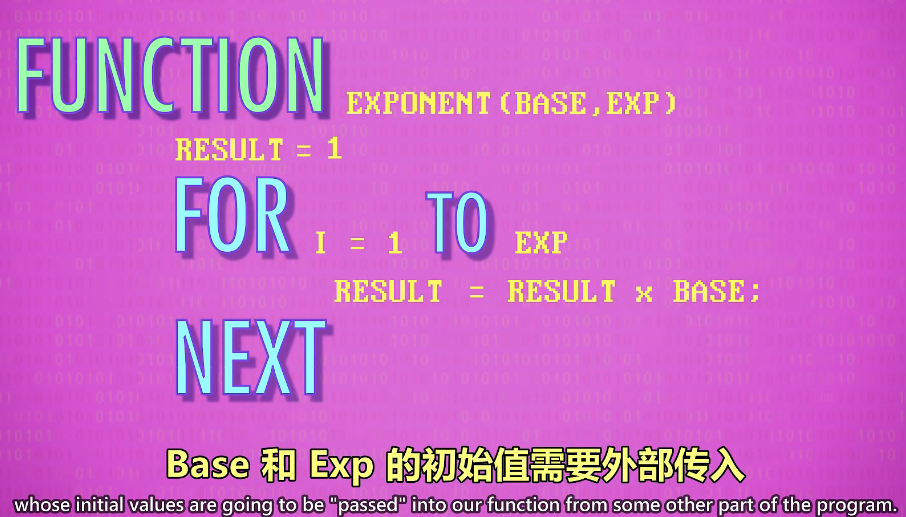 FUNCTION EXPONENT(BASE,EXP)
RESULT = 1
FOR I = 1 TO EXP
RESULT = RESULT x BASE;
NEXT
Base 和 Exp 的初始值需要外部传入
whose initial values are going to be "passed" into our function from some other part of the program.